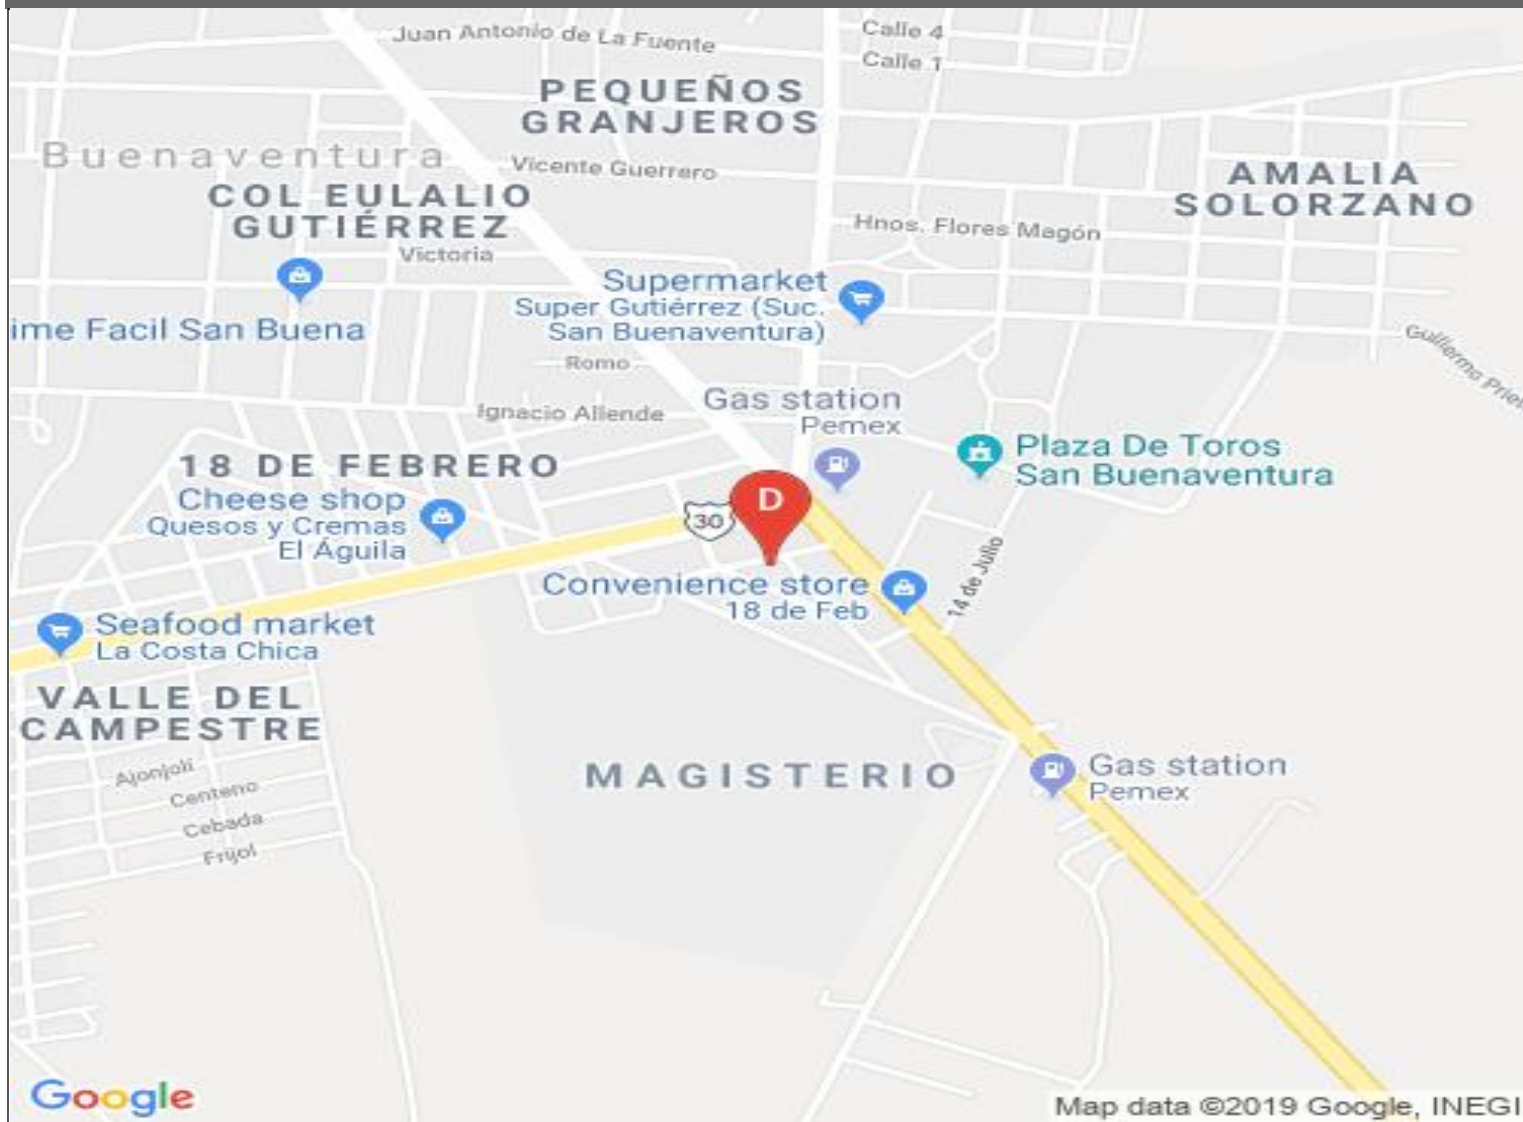 Juan Antonio de La Fuente
Calle 4
Calle 1
PEQUEÑOS
GRANJEROS
Buenaventura
Vicente Guerrero
AMALIA
SOLORZANO
COL EULALIO
GUTIÉRREZ
Hnos. Flores Magón
Victoria
Supermarket
Super Gutiérrez (Suc.
San Buenaventura)
ime Facil San Buena
Guillermo Prie
Romo
Ignacio Allende
Gas station
Pemex
Plaza De Toros
San Buenaventura
18 DE FEBRERO
Cheese shop
Quesos y Cremas
El Águila
30
D
14 de Julio
Convenience store
18 de Feb
Seafood market
La Costa Chica
VALLE DEL
CAMPESTRE
MAGISTERIO
Gas station
Pemex
Ajonjolí
Centeno
Cebada
Frijol
Google
Map data ©2019 Google, INEGI